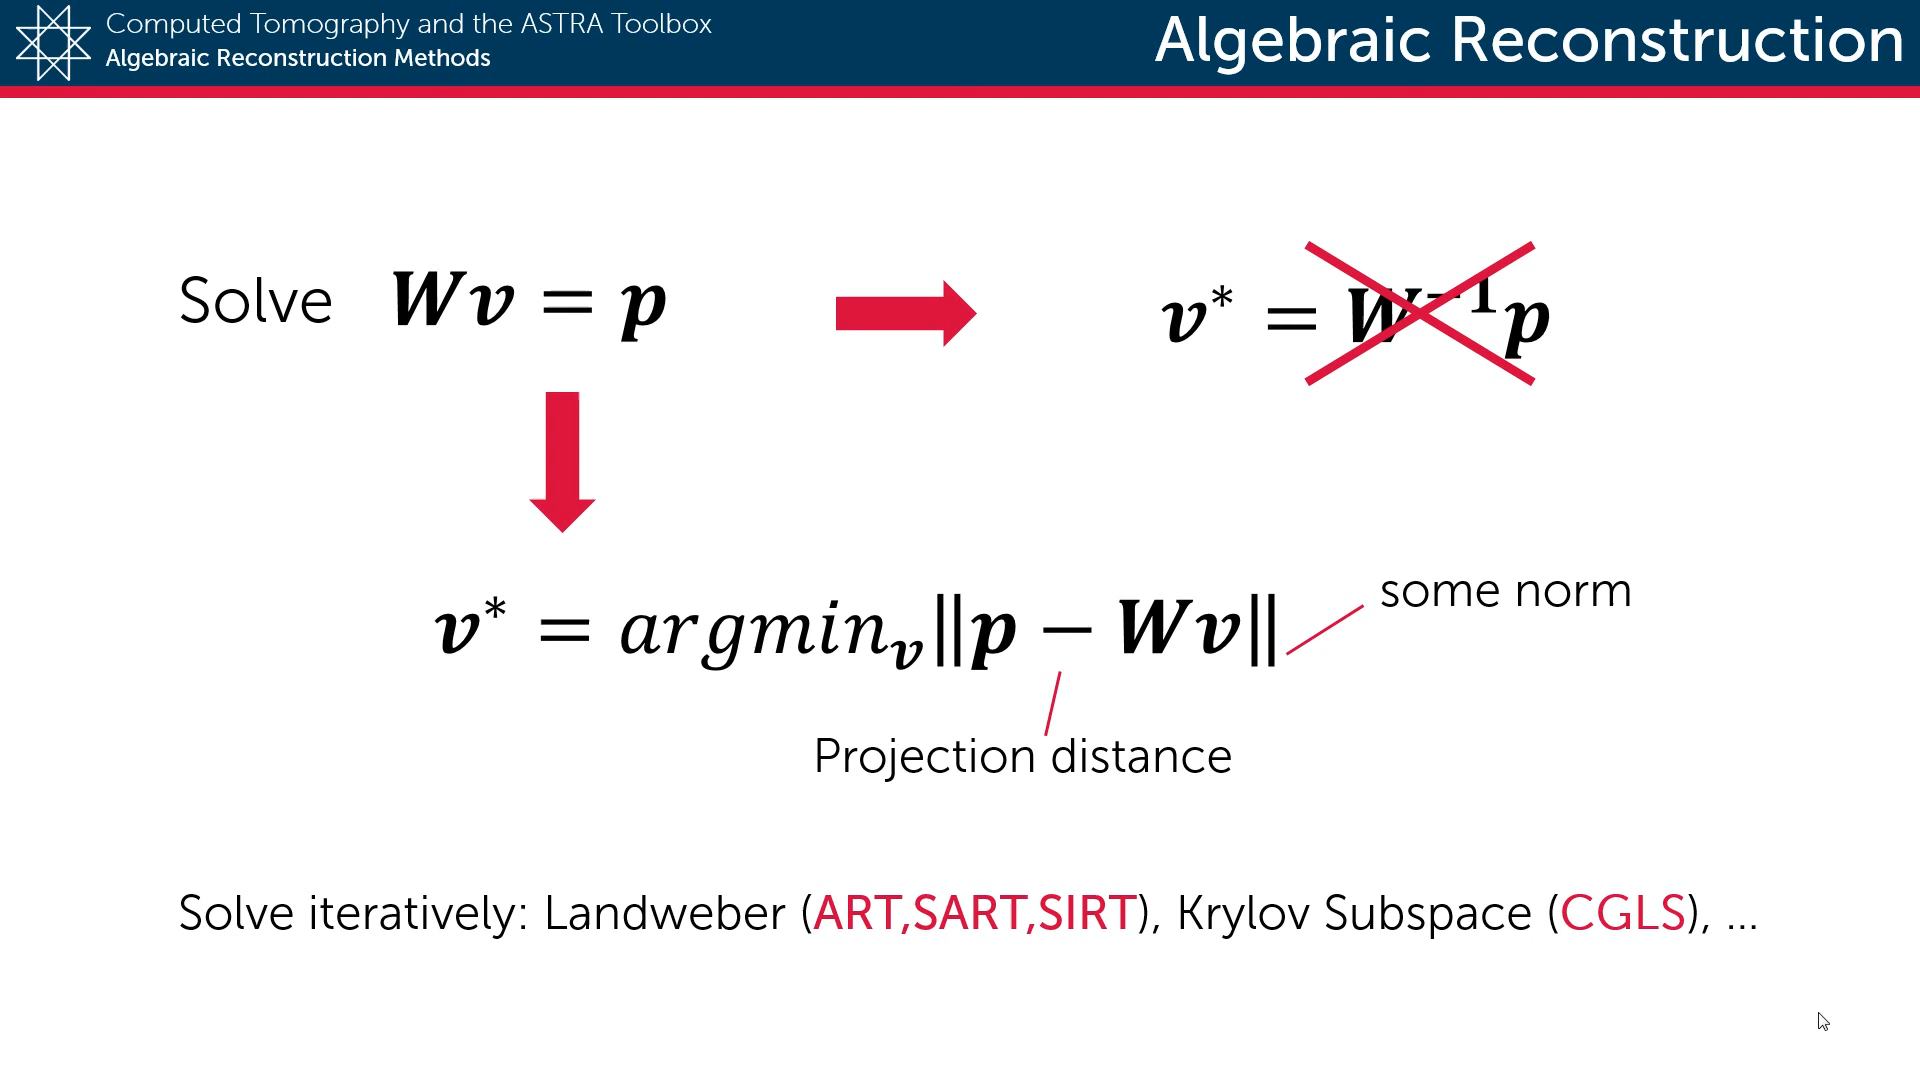 Computed Tomography and the ASTRA Toolbox
Algebraic Reconstruction Methods
Algebraic Reconstruction
Solve Wv = p
v* = W⁻¹p
v* = argminᵥ‖p − Wv‖
some norm
Projection distance
Solve iteratively: Landweber (ART,SART,SIRT), Krylov Subspace (CGLS), ...